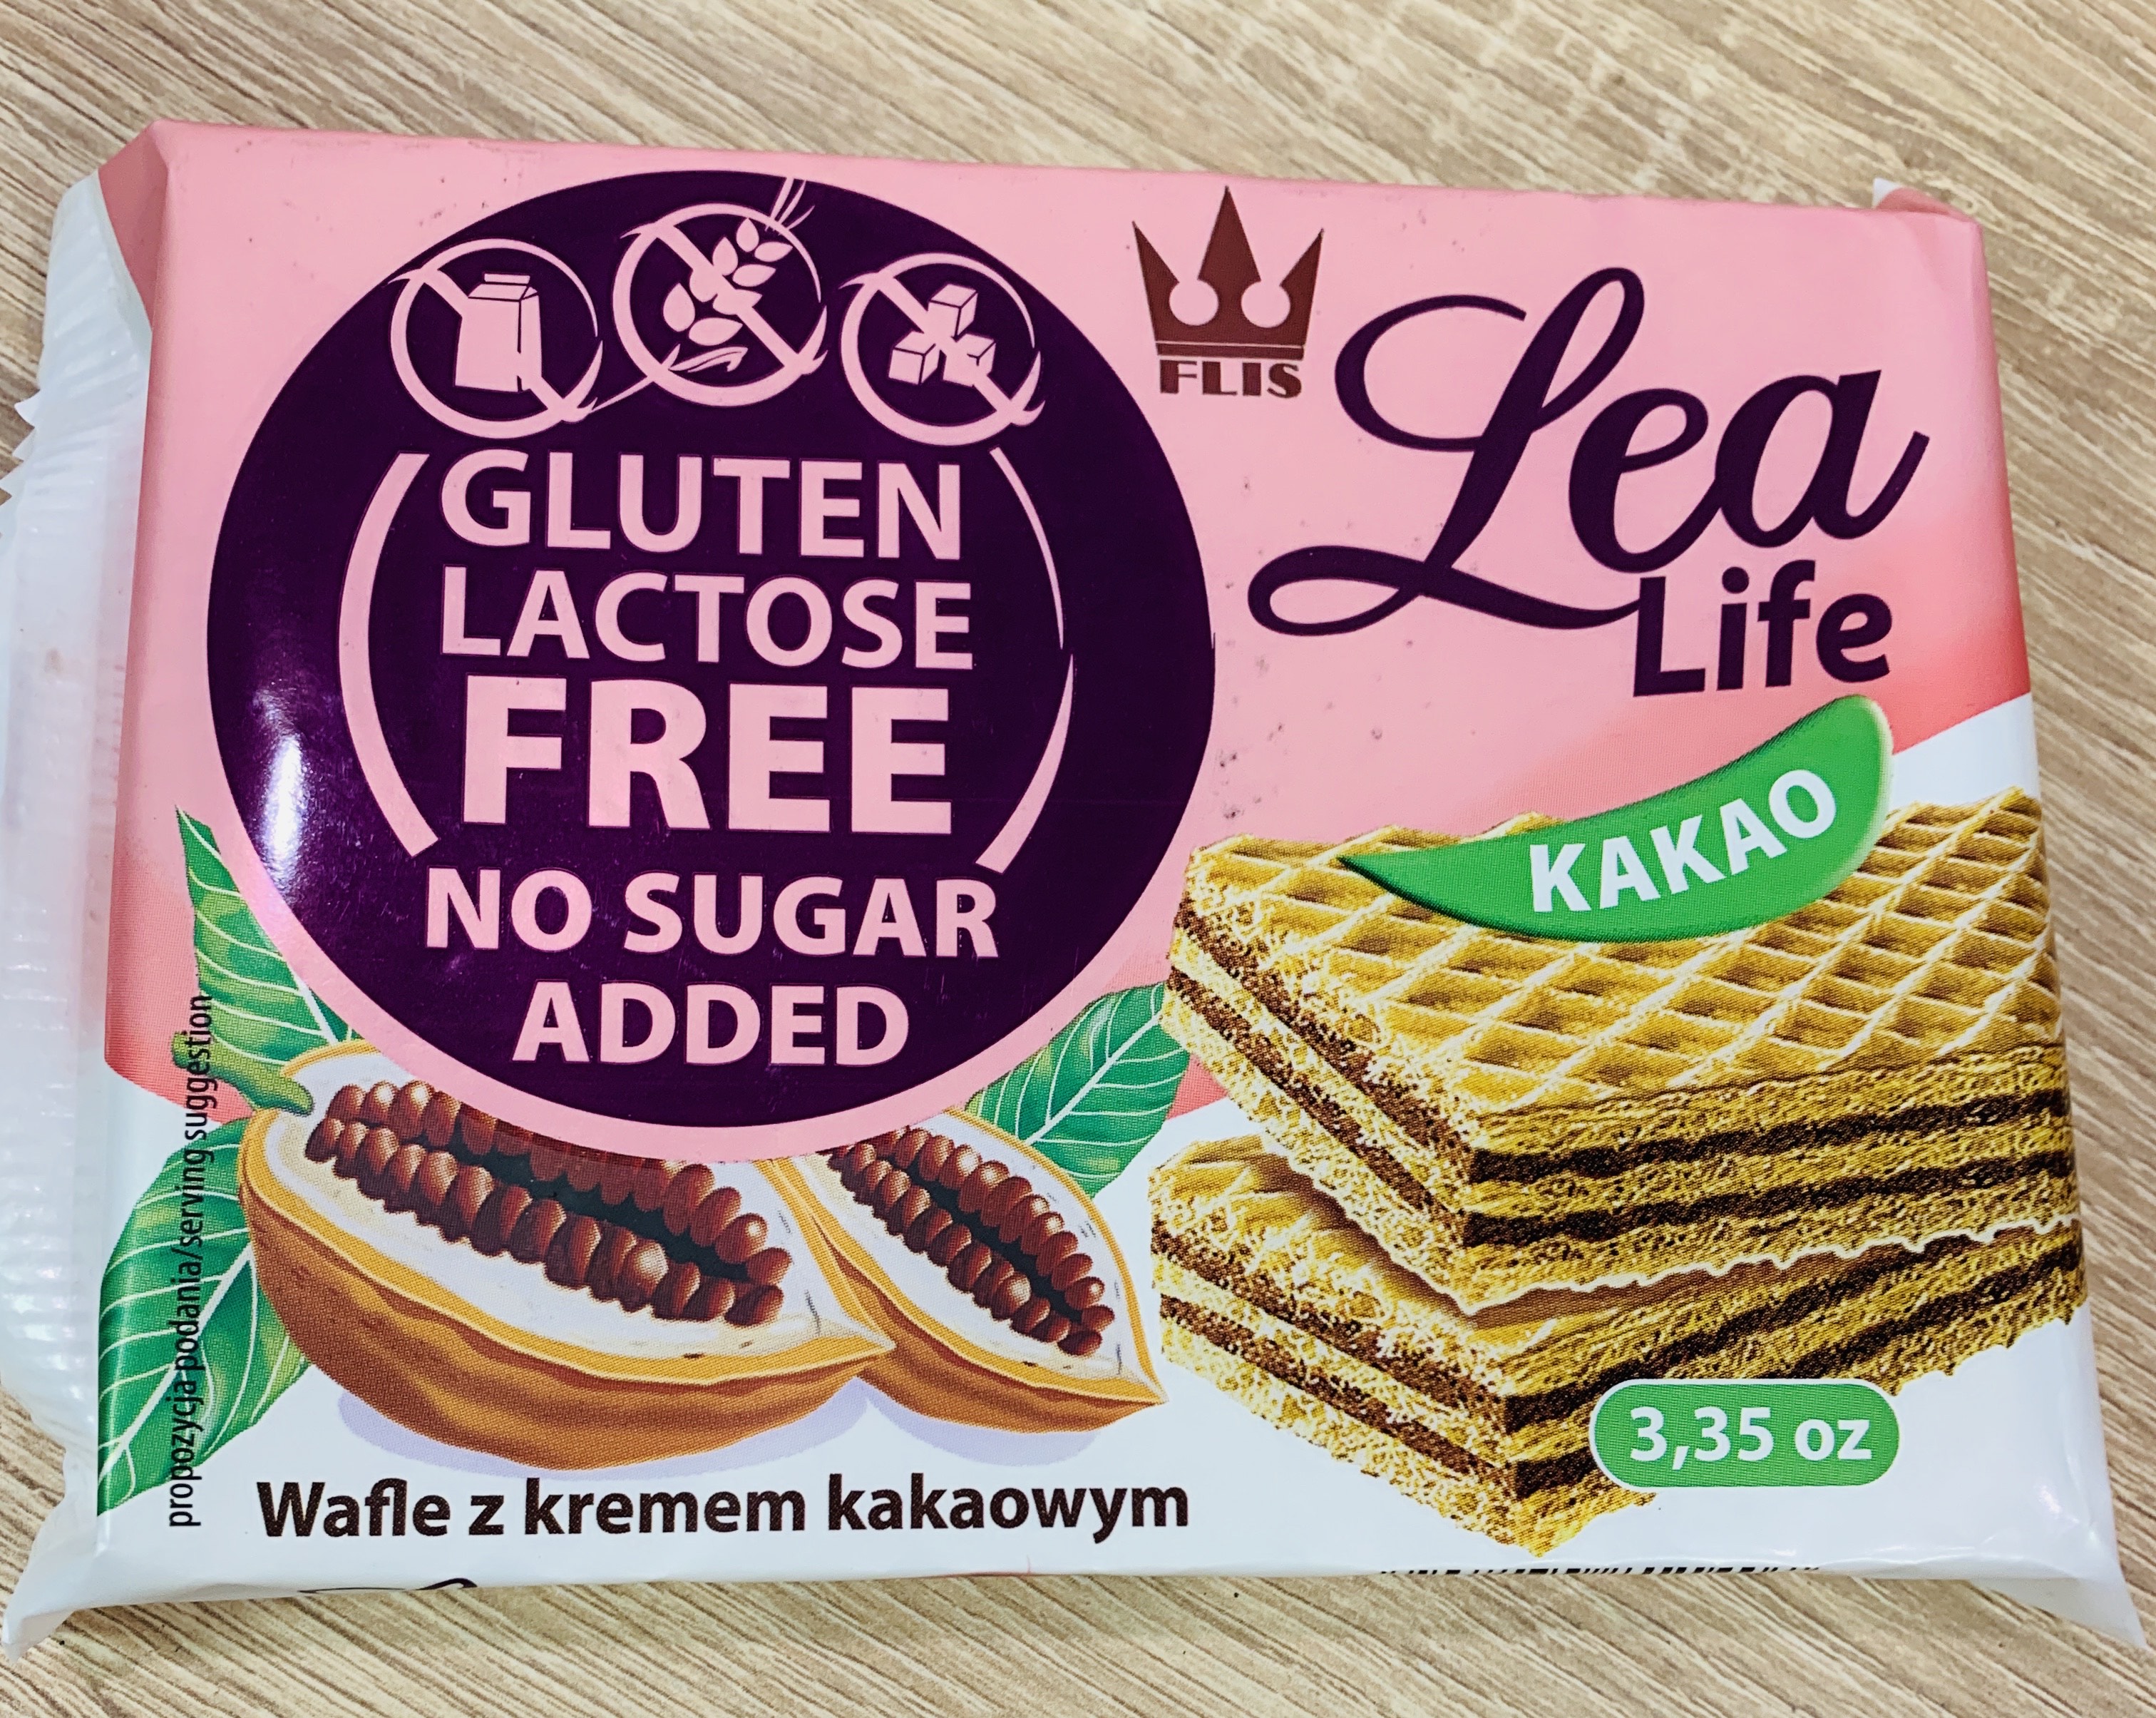 GLUTEN
LACTOSE
FREE
NO SUGAR
ADDED
FLIS
Lea
Life
KAKAO
3,35 oz
Wafle z kremem kakaowym
propozycja podania/serving suggestion